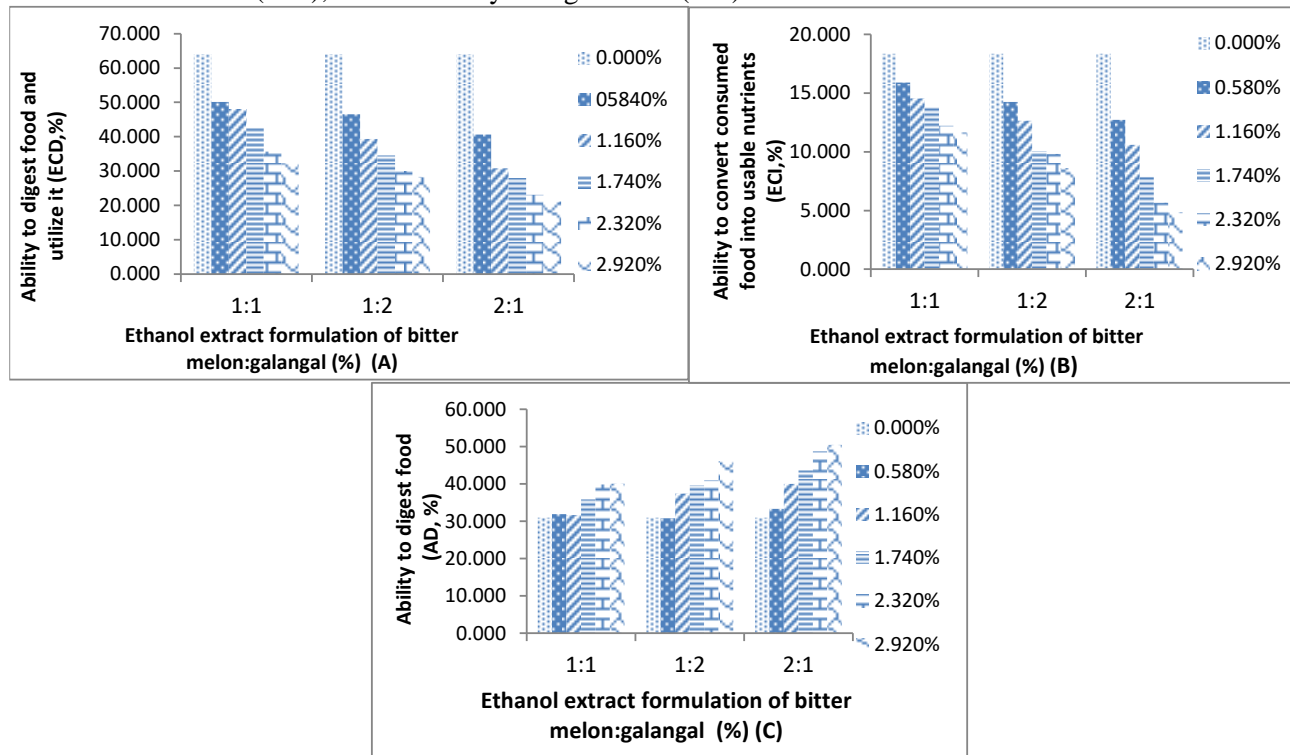 70.000
60.000
50.000
40.000
30.000
20.000
10.000
0.000
Ability to digest food and
utilize it (ECD,%)
1:1 1:2 2:1
Ethanol extract formulation of bitter
melon:galangal (%) (A)
0.000%
05840%
1.160%
1.740%
2.320%
2.920%
20.000
15.000
10.000
5.000
0.000
Ability to convert consumed
food into usable nutrients
(ECI,%)
1:1 1:2 2:1
Ethanol extract formulation of bitter
melon:galangal (%) (B)
0.000%
0.580%
1.160%
1.740%
2.320%
2.920%
60.000
50.000
40.000
30.000
20.000
10.000
0.000
Ability to digest food
(AD, %)
1:1 1:2 2:1
Ethanol extract formulation of bitter
melon:galangal (%) (C)
0.000%
0.580%
1.160%
1.740%
2.320%
2.920%